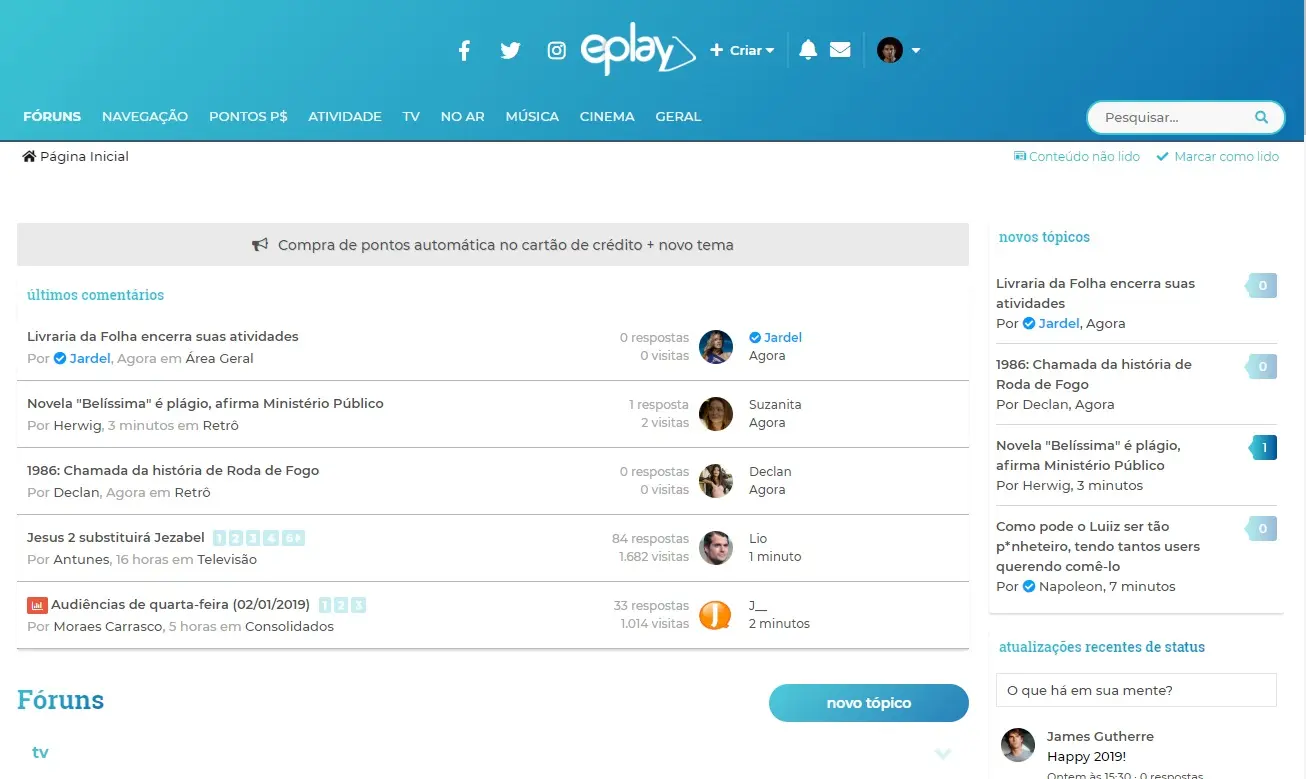 eplay
Criar
FÓRUNS NAVEGAÇÃO PONTOS P$ ATIVIDADE TV NO AR MÚSICA CINEMA GERAL
Pesquisar...
Página Inicial
Conteúdo não lido Marcar como lido
Compra de pontos automática no cartão de crédito + novo tema
últimos comentários
Livraria da Folha encerra suas atividades
Por Jardel, Agora em Área Geral
0 respostas
0 visitas
Jardel
Agora
Novela "Belíssima" é plágio, afirma Ministério Público
Por Herwig, 3 minutos em Retrô
1 resposta
2 visitas
Suzanita
Agora
1986: Chamada da história de Roda de Fogo
Por Declan, Agora em Retrô
0 respostas
0 visitas
Declan
Agora
Jesus 2 substituirá Jezabel 1 2 3 4 6
Por Antunes, 16 horas em Televisão
84 respostas
1.682 visitas
Lio
1 minuto
Audiências de quarta-feira (02/01/2019) 1 2 3
Por Moraes Carrasco, 5 horas em Consolidados
33 respostas
1.014 visitas
J
J__
2 minutos
Fóruns
novo tópico
tv
novos tópicos
Livraria da Folha encerra suas
atividades
Por Jardel, Agora
0
1986: Chamada da história de
Roda de Fogo
Por Declan, Agora
0
Novela "Belíssima" é plágio,
afirma Ministério Público
Por Herwig, 3 minutos
1
Como pode o Luiiz ser tão
p*nheteiro, tendo tantos users
querendo comê-lo
Por Napoleon, 7 minutos
0
atualizações recentes de status
O que há em sua mente?
James Gutherre
Happy 2019!
Ontem às 15:30 · 0 respostas